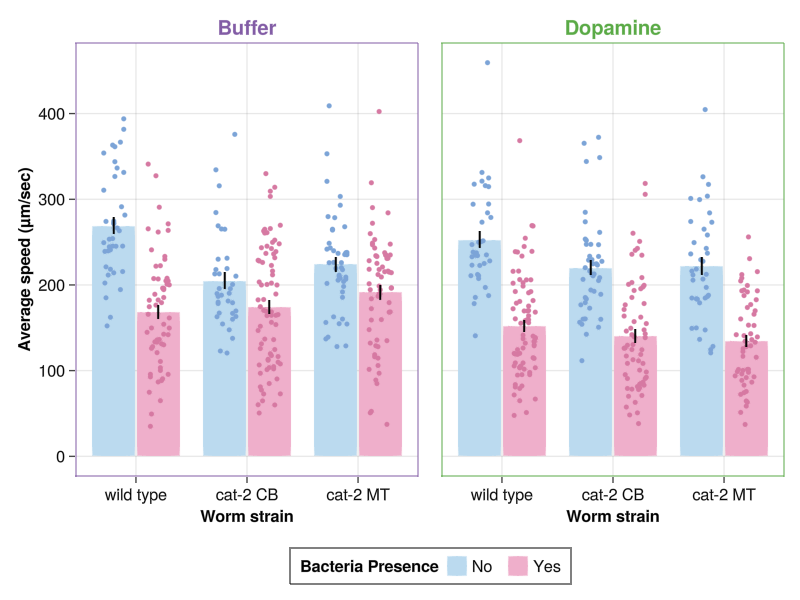 Buffer
Dopamine
Average speed (µm/sec)
400
300
200
100
0
wild type cat-2 CB cat-2 MT
wild type cat-2 CB cat-2 MT
Worm strain
Worm strain
Bacteria Presence No Yes